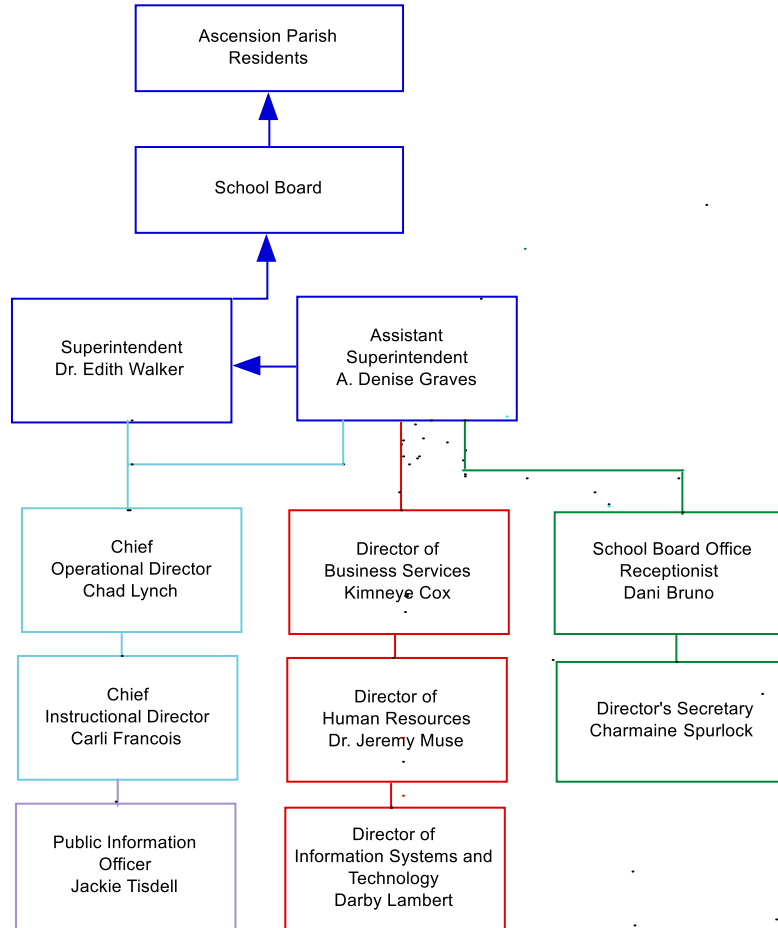 Ascension Parish
Residents
School Board
Superintendent
Dr. Edith Walker
Assistant
Superintendent
A. Denise Graves
Chief
Operational Director
Chad Lynch
Director of
Business Services
Kimneye Cox
School Board Office
Receptionist
Dani Bruno
Chief
Instructional Director
Carli Francois
Director of
Human Resources
Dr. Jeremy Muse
Director's Secretary
Charmaine Spurlock
Public Information
Officer
Jackie Tisdell
Director of
Information Systems and
Technology
Darby Lambert